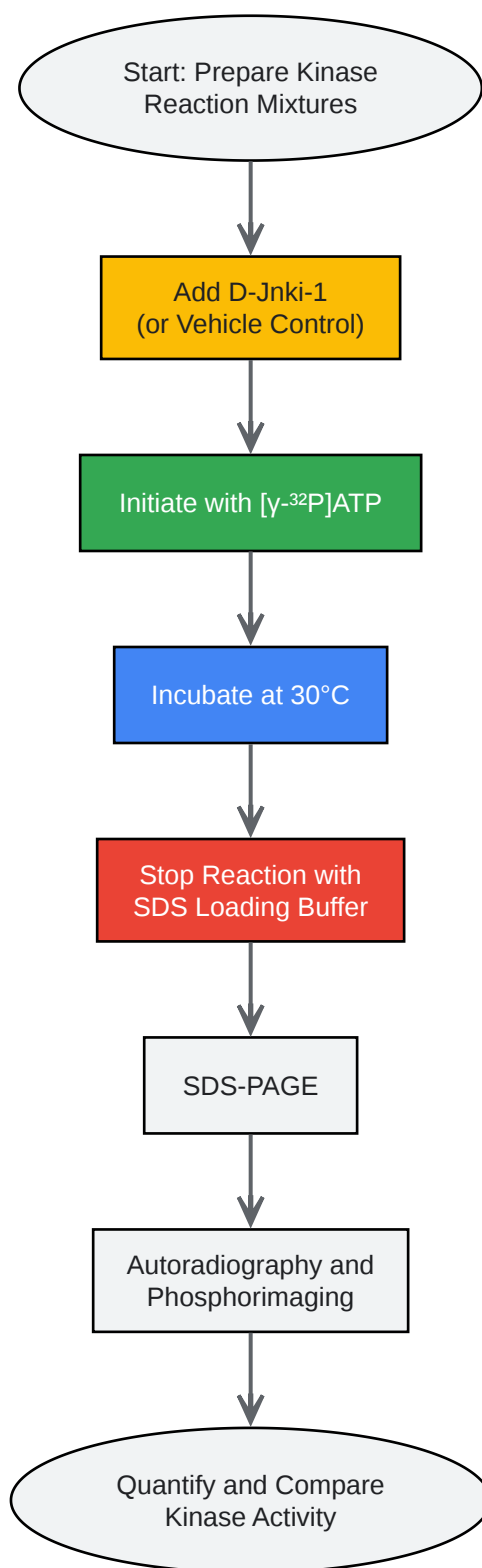 Start: Prepare Kinase
Reaction Mixtures
Add D-Jnki-1
(or Vehicle Control)
Initiate with [γ-³²P]ATP
Incubate at 30°C
Stop Reaction with
SDS Loading Buffer
SDS-PAGE
Autoradiography and
Phosphorimaging
Quantify and Compare
Kinase Activity